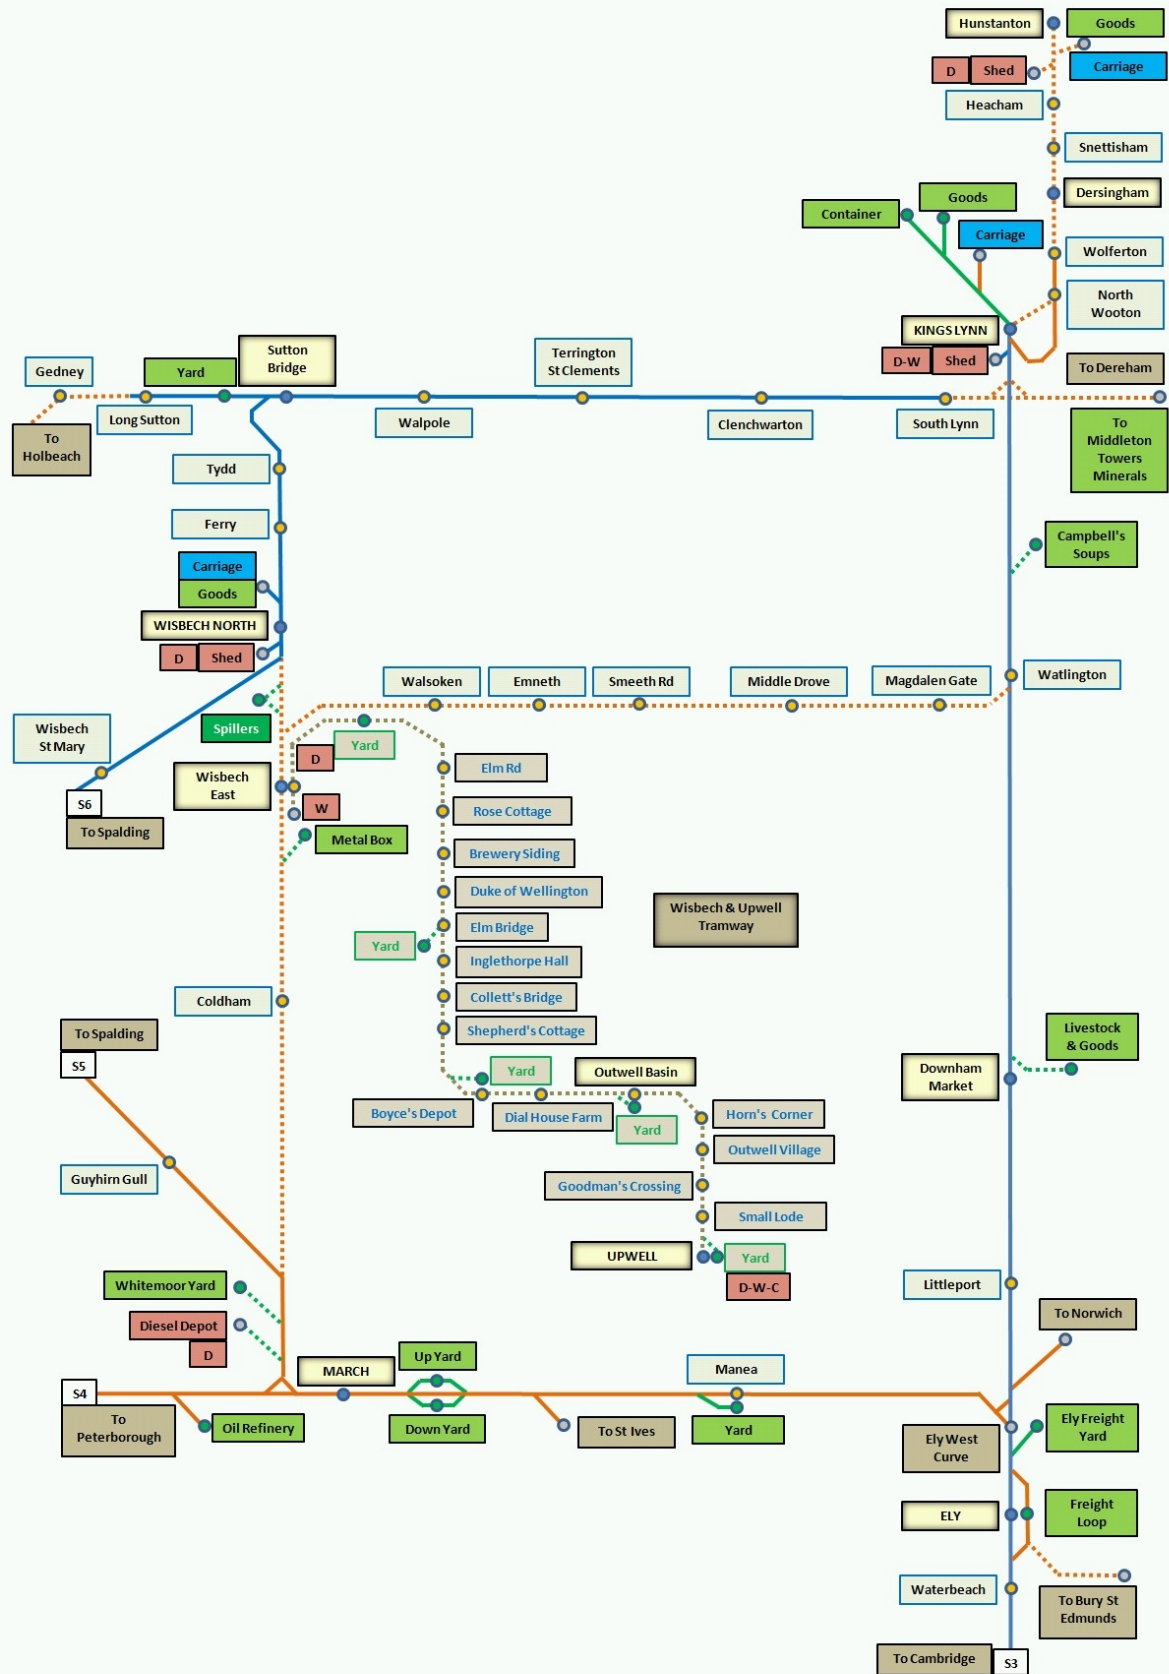 Hunstanton
Goods
D
Shed
Carriage
Heacham
Snettisham
Dersingham
Goods
Container
Carriage
Wolferton
North
Wooton
KINGS LYNN
D-W
Shed
To Dereham
Gedney
Yard
Sutton
Bridge
Terrington
St Clements
Long Sutton
Walpole
Clenchwarton
South Lynn
To
Holbeach
To
Middleton
Towers
Minerals
Tydd
Ferry
Campbell's
Soups
Carriage
Goods
WISBECH NORTH
D
Shed
Walsoken
Emneth
Smeeth Rd
Middle Drove
Magdalen Gate
Watlington
Wisbech
St Mary
Spillers
Yard
D
Elm Rd
Wisbech
East
S6
W
Rose Cottage
To Spalding
Metal Box
Brewery Siding
Duke of Wellington
Wisbech & Upwell
Tramway
Elm Bridge
Yard
Inglethorpe Hall
Collett's Bridge
Coldham
Shepherd's Cottage
To Spalding
S5
Livestock
& Goods
Yard
Outwell Basin
Downham
Market
Boyce's Depot
Dial House Farm
Yard
Horn's Corner
Outwell Village
Guyhirn Gull
Goodman's Crossing
Small Lode
UPWELL
Yard
D-W-C
Whitemoor Yard
Littleport
Diesel Depot
D
To Norwich
MARCH
Up Yard
Manea
S4
To
Peterborough
Oil Refinery
Down Yard
To St Ives
Yard
Ely West
Curve
Ely Freight
Yard
ELY
Freight
Loop
Waterbeach
To Bury St
Edmunds
To Cambridge
S3